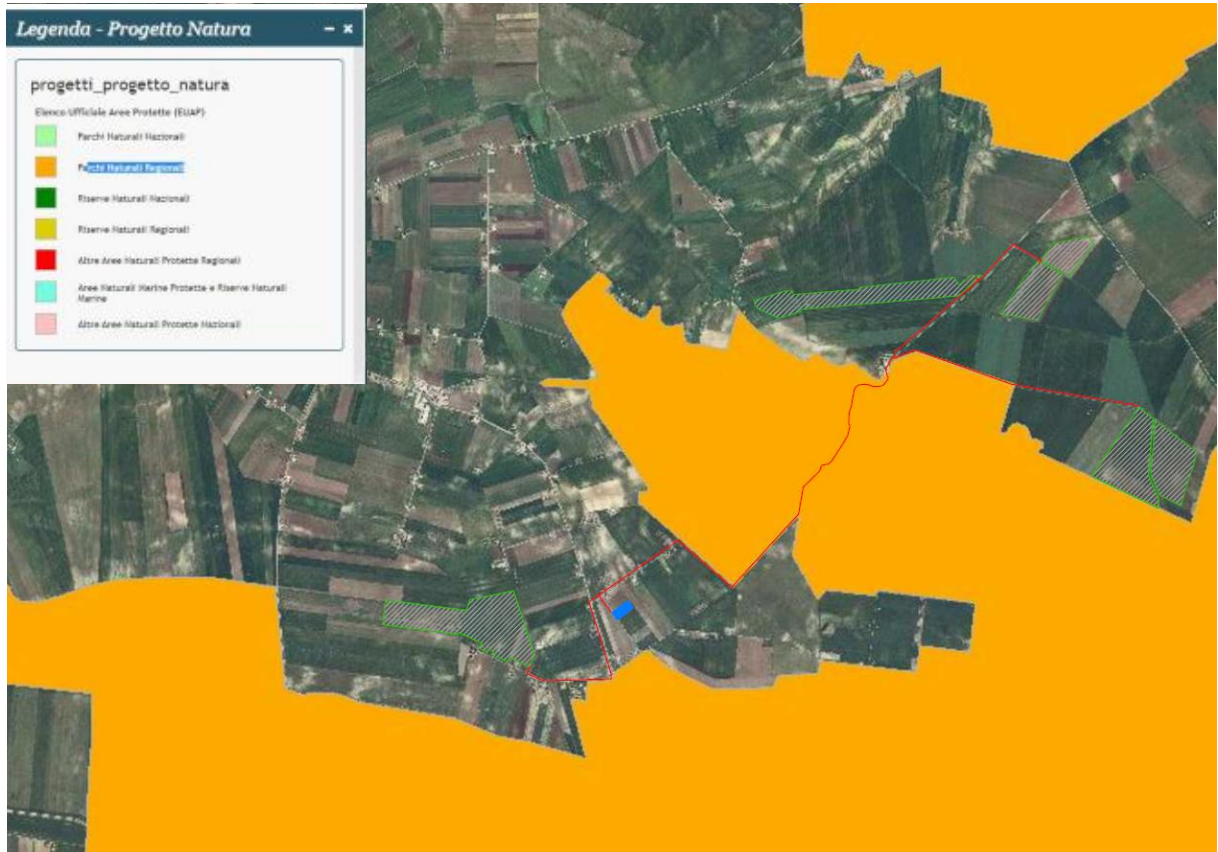 Legenda - Progetto Natura
progetti_progetto_natura
Elenco Ufficiale Aree Protette (EUAP)
Parchi Naturali Nazionali
Parchi Naturali Regionali
Riserve Naturali Nazionali
Riserve Naturali Regionali
Altre Aree Naturali Protette Regionali
Aree Naturali Marine Protette e Riserve Naturali
Marine
Altre Aree Naturali Protette Nazionali